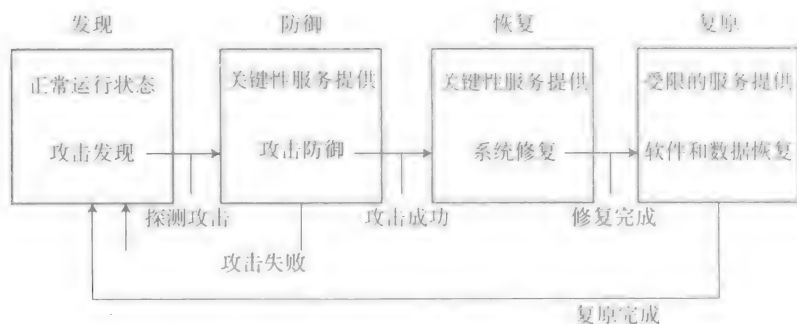 发现 防御 恢复 复原
正常运行状态 关键性服务提供 关键性服务提供 受限的服务提供
攻击发现 攻击防御 系统修复 软件和数据恢复
探测攻击 攻击成功 修复完成
攻击失败
复原完成